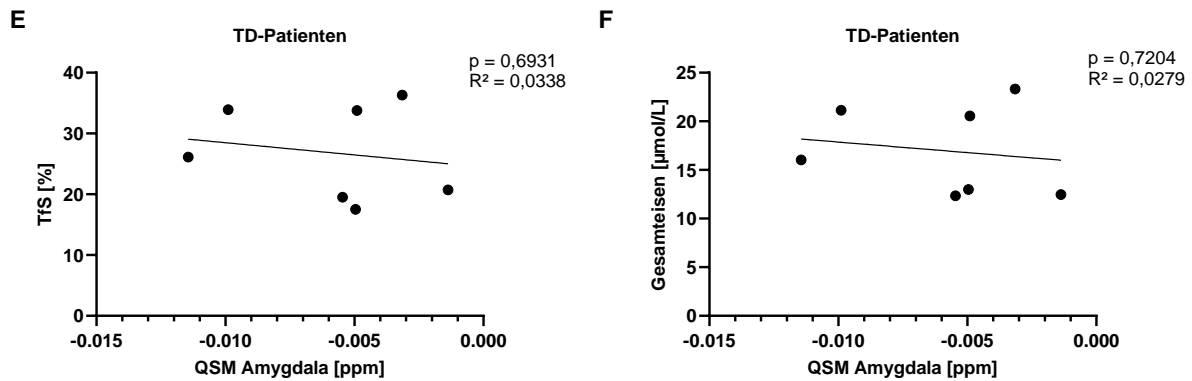 E
TD-Patienten
p = 0,6931
R² = 0,0338
40
30
20
10
0
TfS [%]
-0.015
-0.010
-0.005
0.000
QSM Amygdala [ppm]
F
TD-Patienten
p = 0,7204
R² = 0,0279
25
20
15
10
5
0
Gesamteisen [µmol/L]
-0.015
-0.010
-0.005
0.000
QSM Amygdala [ppm]